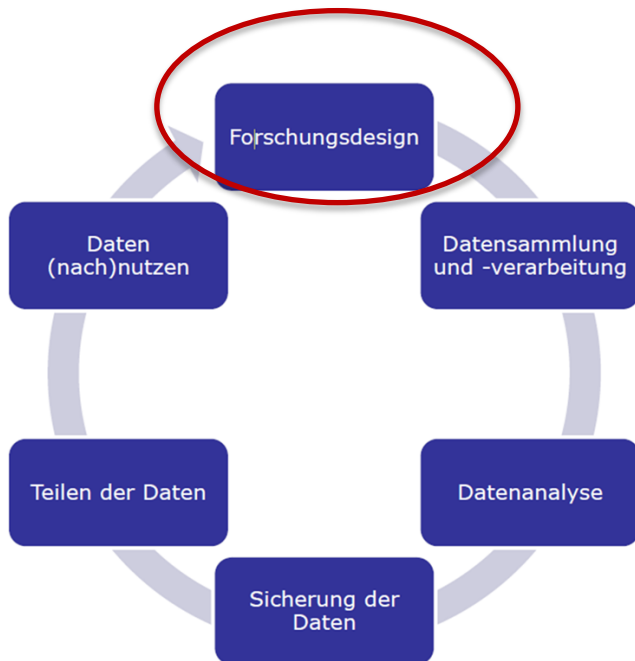 Forschungsdesign
Datensammlung
und -verarbeitung
Datenanalyse
Sicherung der
Daten
Teilen der Daten
Daten
(nach)nutzen